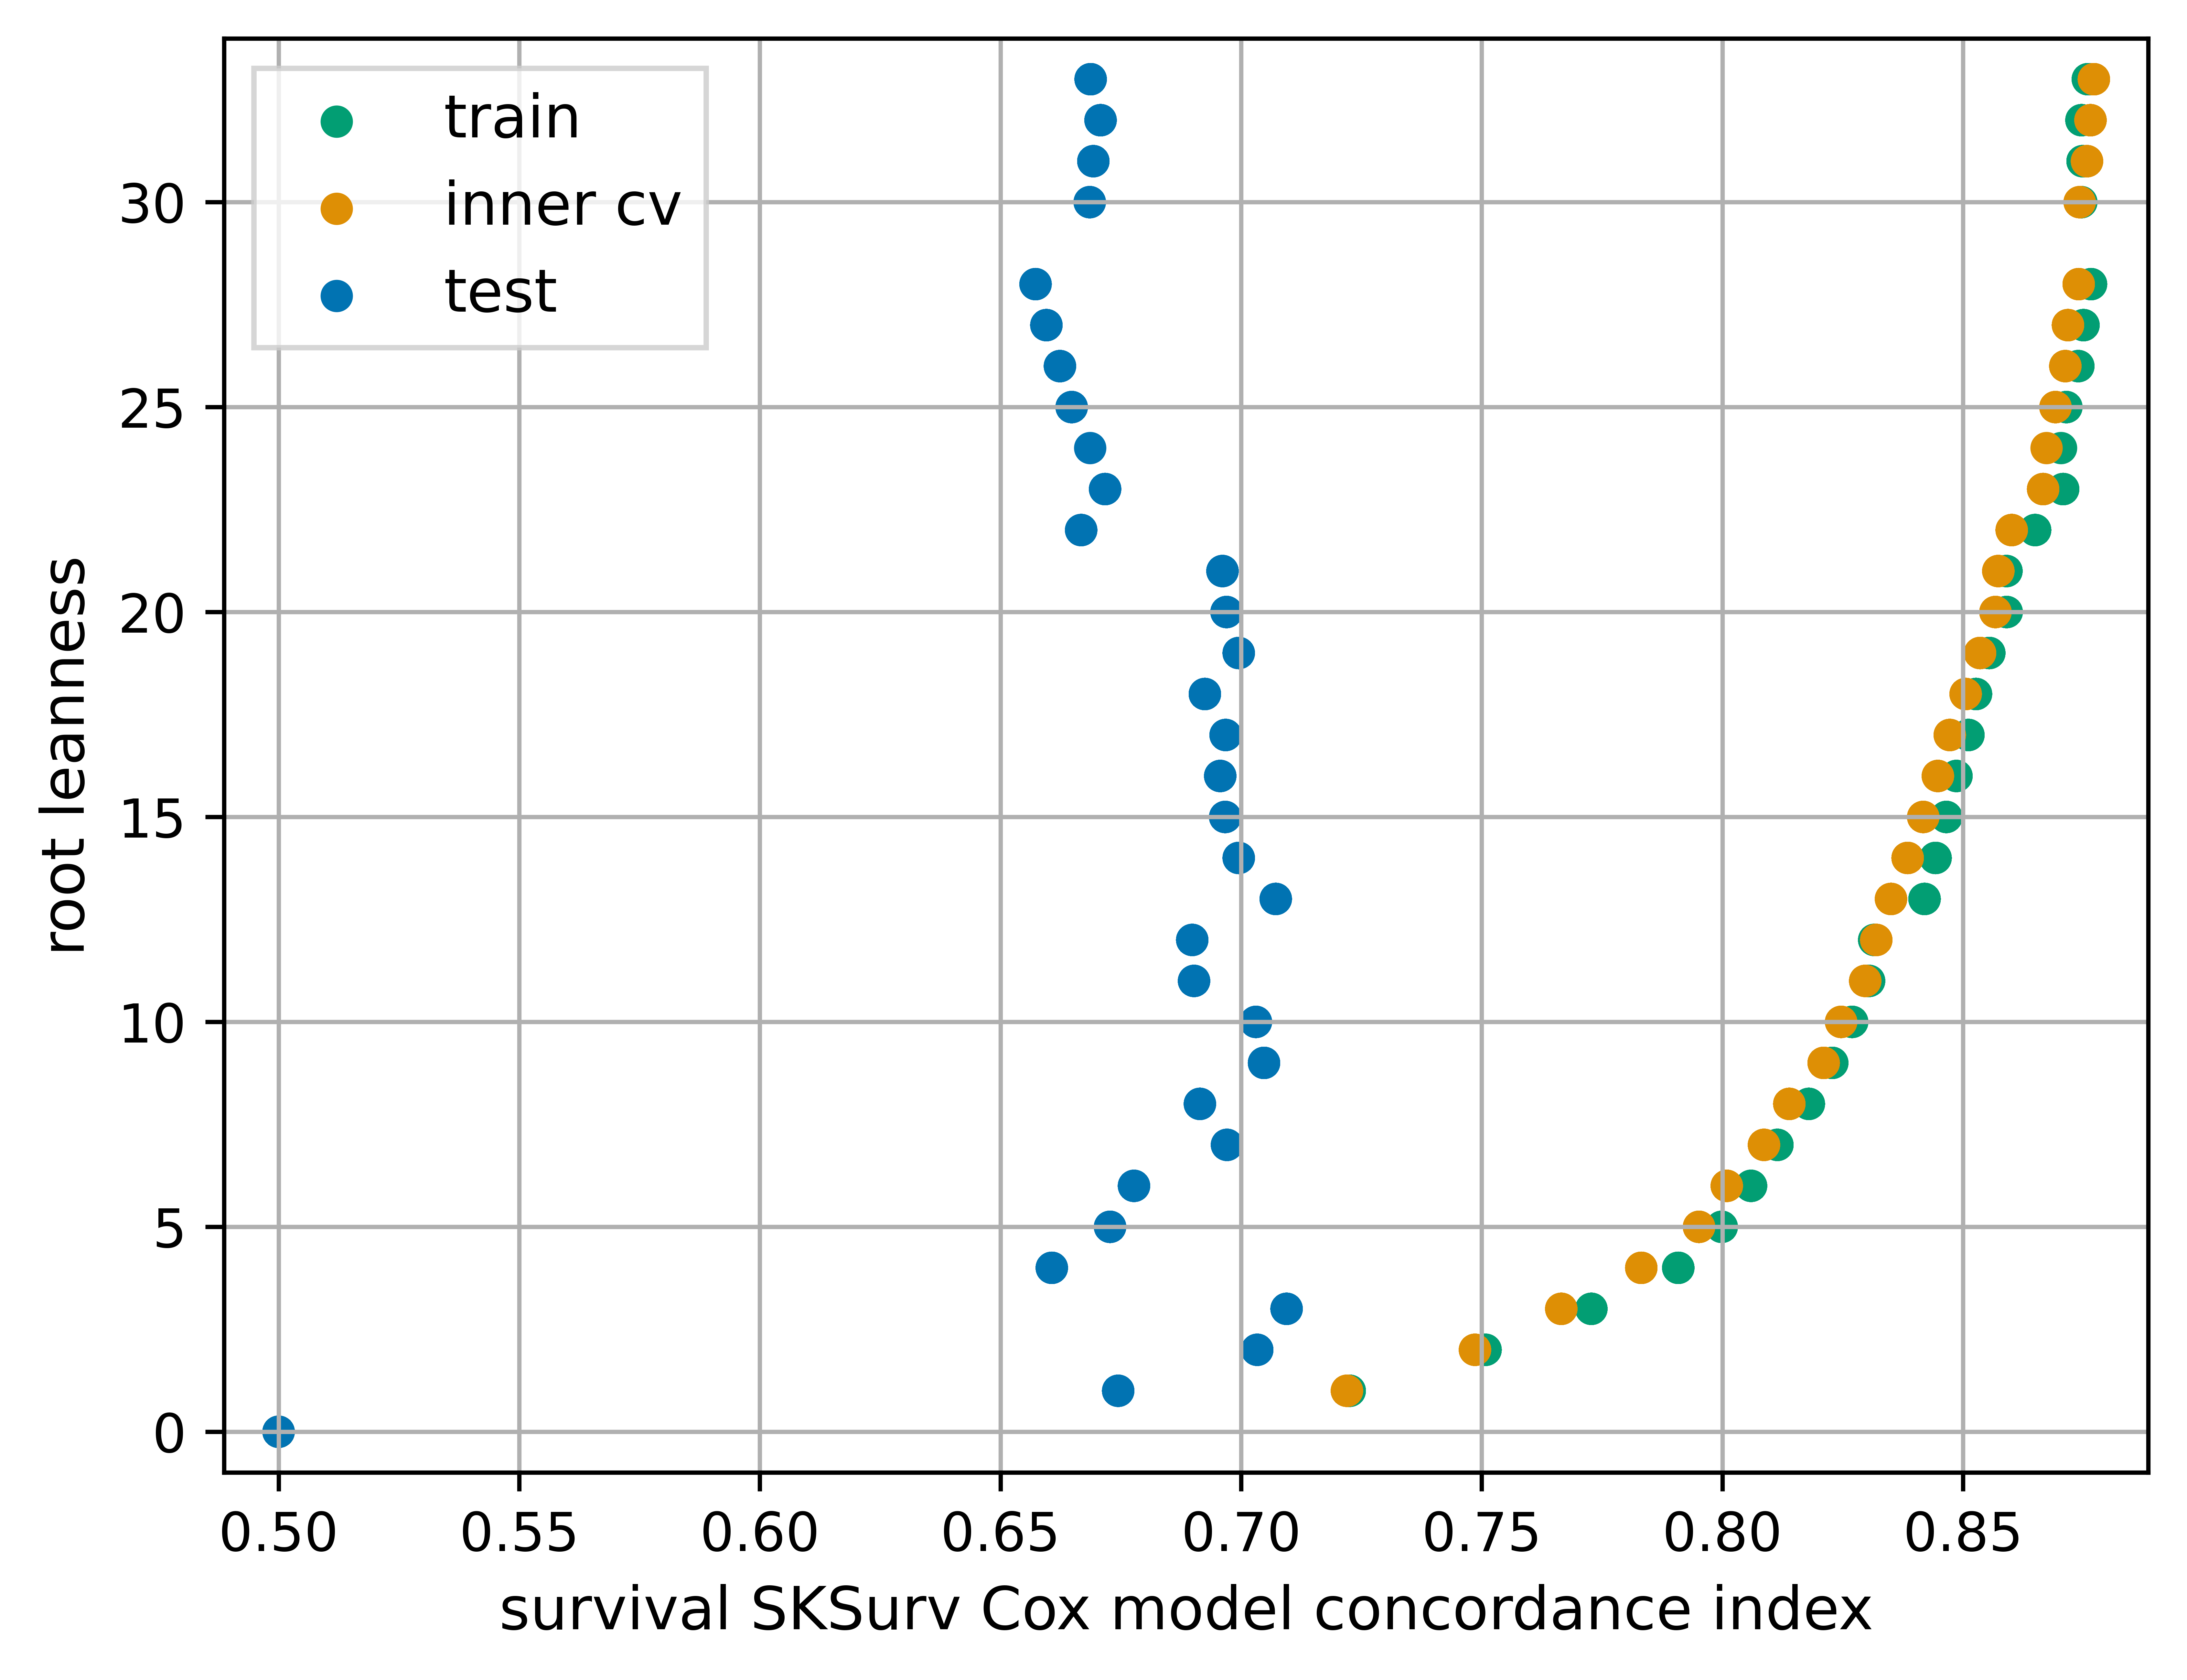 train
inner cv
test
root leanness
30
25
20
15
10
5
0
0.50 0.55 0.60 0.65 0.70 0.75 0.80 0.85
survival SKSurv Cox model concordance index